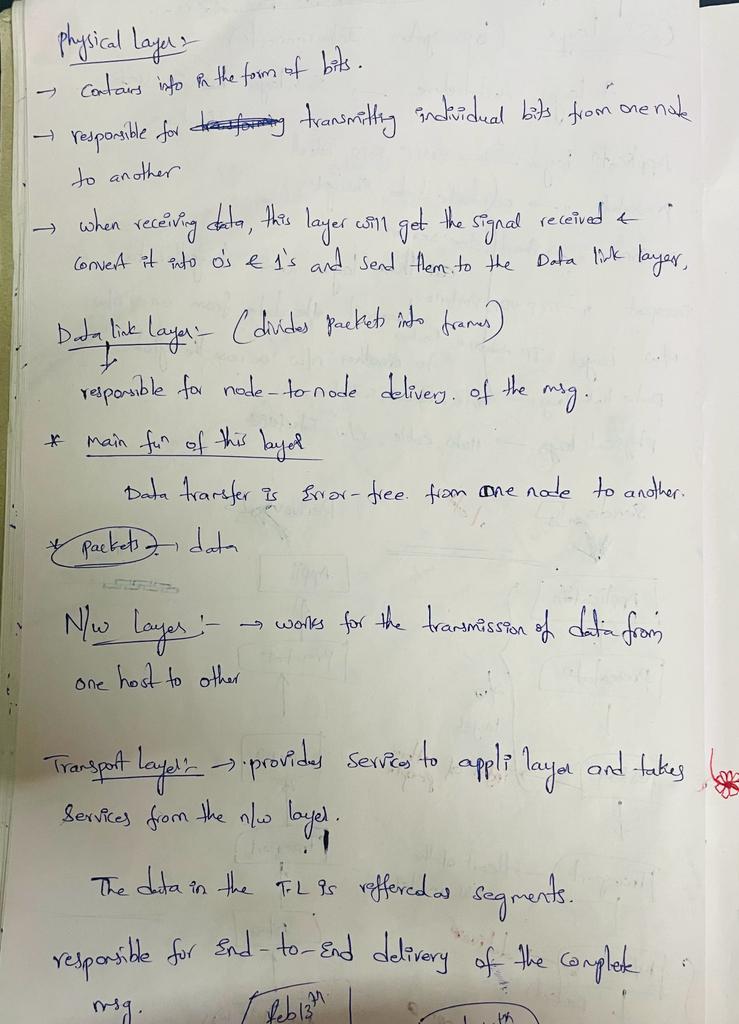 physical Layer :-
→ Contains info in the form of bits.
→ responsible for transmitting individual bits, from one node
to another
→ when receiving data, this layer will get the signal received &
convert it into 0's & 1's and send them to the Data link layer,
Data link Layer :- (divides packets into frames)
responsible for node-to-node delivery. of the msg.
* Main fun of this layer
Data transfer is Error-free. from one node to another.
* packets → data
N/w Layer :- → works for the transmission of data from
one host to other
Transport Layer :- → provides services to appli layer and takes
services from the n/w layer.
The data in the T.L is reffered as segments.
responsible for End-to-End delivery of the complete
msg.
Feb 13th